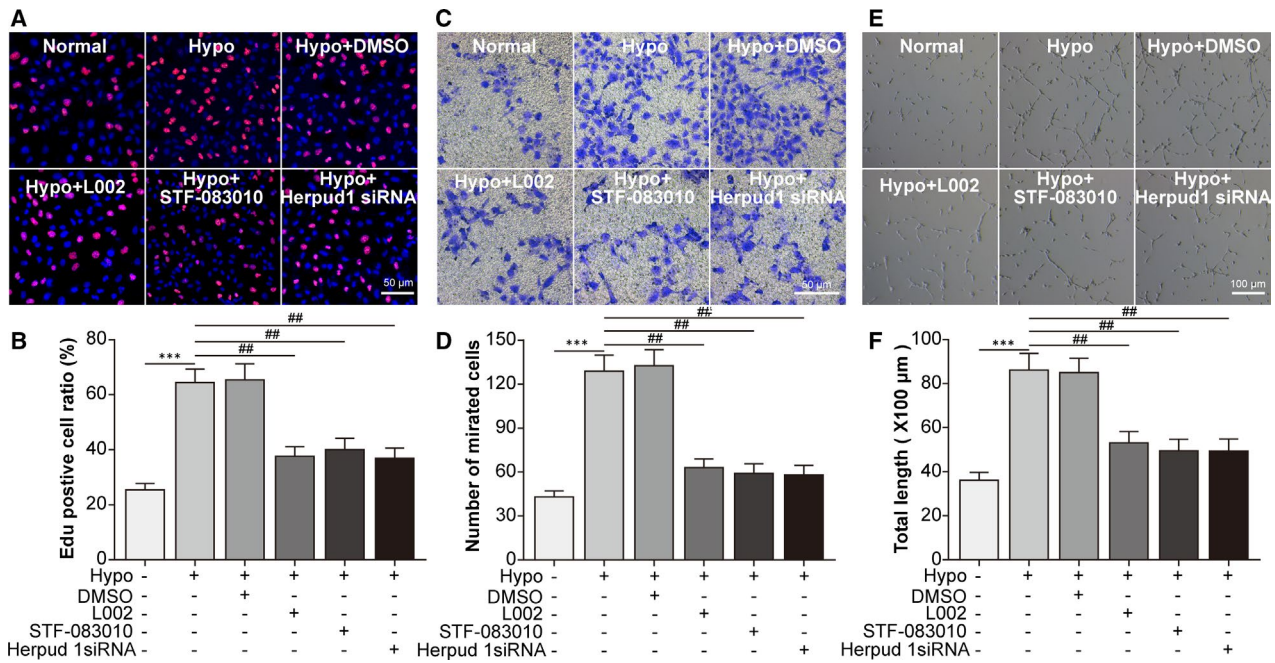 A
Normal
Hypo
Hypo+DMSO
Hypo+L002
Hypo+
STF-083010
Hypo+
Herpud1 siRNA
50 µm
C
Normal
Hypo
Hypo+DMSO
Hypo+L002
Hypo+
STF-083010
Hypo+
Herpud1 siRNA
50 µm
E
Normal
Hypo
Hypo+DMSO
Hypo+L002
Hypo+
STF-083010
Hypo+
Herpud1 siRNA
100 µm
B
Edu postive cell ratio (%)
80
60
40
20
0
***
##
##
##
Hypo - + + + + +
DMSO - - + - - -
L002 - - - + - -
STF-083010 - - - - + -
Herpud 1siRNA - - - - - +
D
Number of mirated cells
150
120
90
60
30
0
***
##
##
##
Hypo - + + + + +
DMSO - - + - - -
L002 - - - + - -
STF-083010 - - - - + -
Herpud 1siRNA - - - - - +
F
Total length ( X100 µm)
100
80
60
40
20
0
***
##
##
##
Hypo - + + + + +
DMSO - - + - - -
L002 - - - + - -
STF-083010 - - - - + -
Herpud 1siRNA - - - - - +